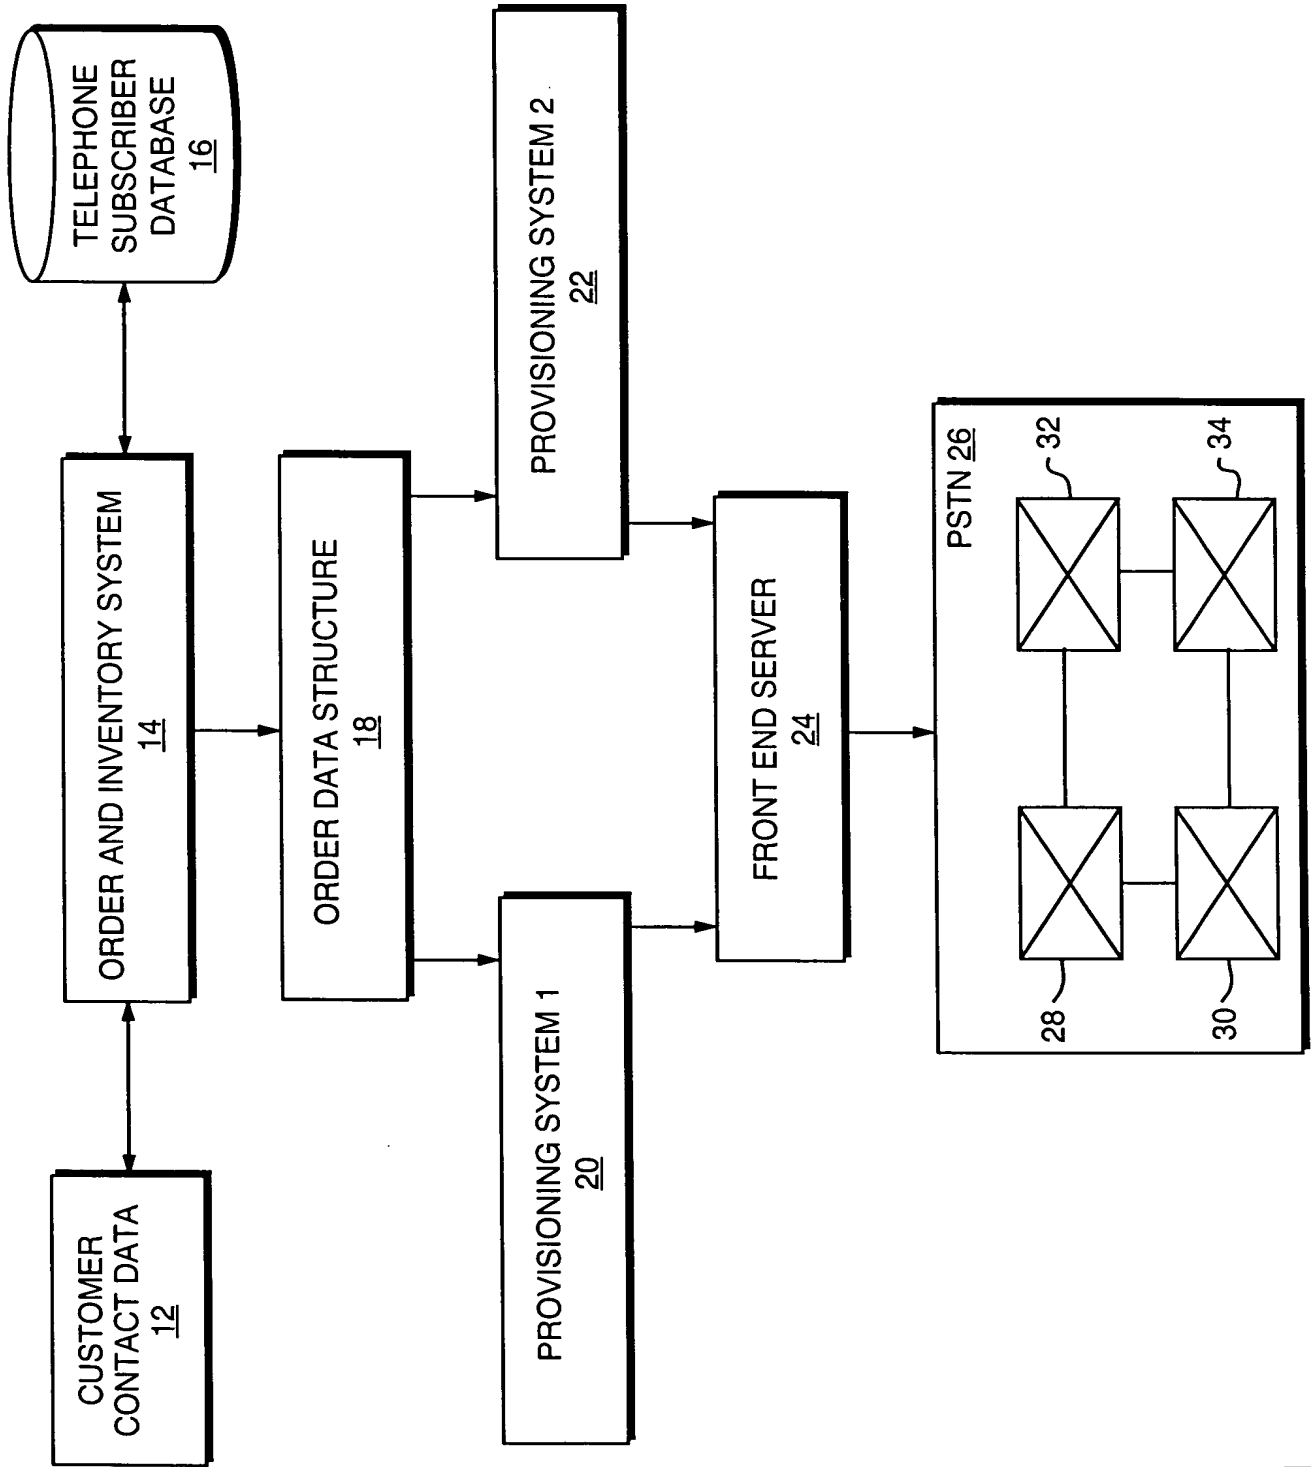 CUSTOMER
CONTACT DATA
12
ORDER AND INVENTORY SYSTEM
14
TELEPHONE
SUBSCRIBER
DATABASE
16
ORDER DATA STRUCTURE
18
PROVISIONING SYSTEM 1
20
PROVISIONING SYSTEM 2
22
FRONT END SERVER
24
PSTN 26
28
32
30
34